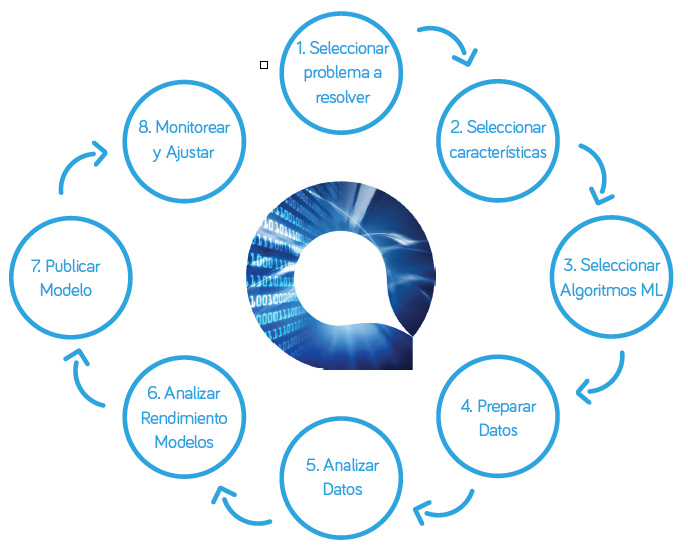 1. Seleccionar
problema a
resolver
2. Seleccionar
características
3. Seleccionar
Algoritmos ML
4. Preparar
Datos
5. Analizar
Datos
6. Analizar
Rendimiento
Modelos
7. Publicar
Modelo
8. Monitorear
y Ajustar